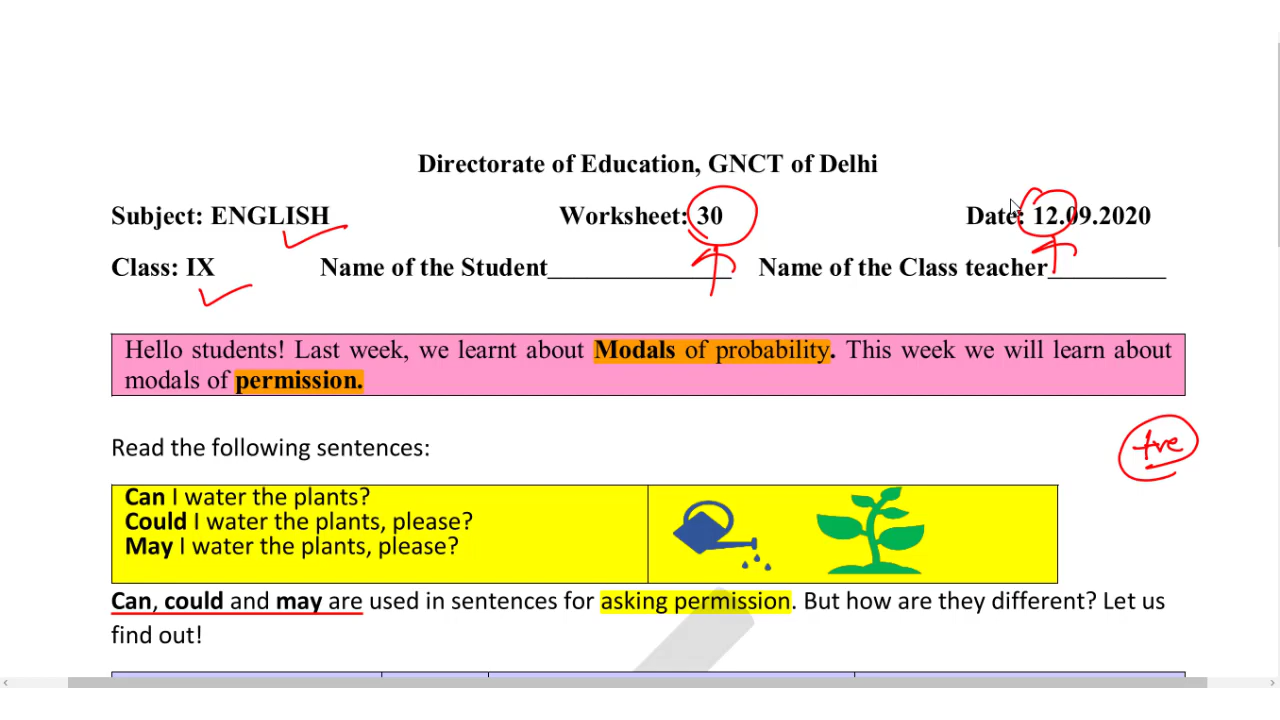 Directorate of Education, GNCT of Delhi
Subject: ENGLISH Worksheet: 30 Date: 12.09.2020
Class: IX Name of the Student______________ Name of the Class teacher_________
Hello students! Last week, we learnt about Modals of probability. This week we will learn about
modals of permission.
Read the following sentences:
+ve
Can I water the plants?
Could I water the plants, please?
May I water the plants, please?
Can, could and may are used in sentences for asking permission. But how are they different? Let us
find out!